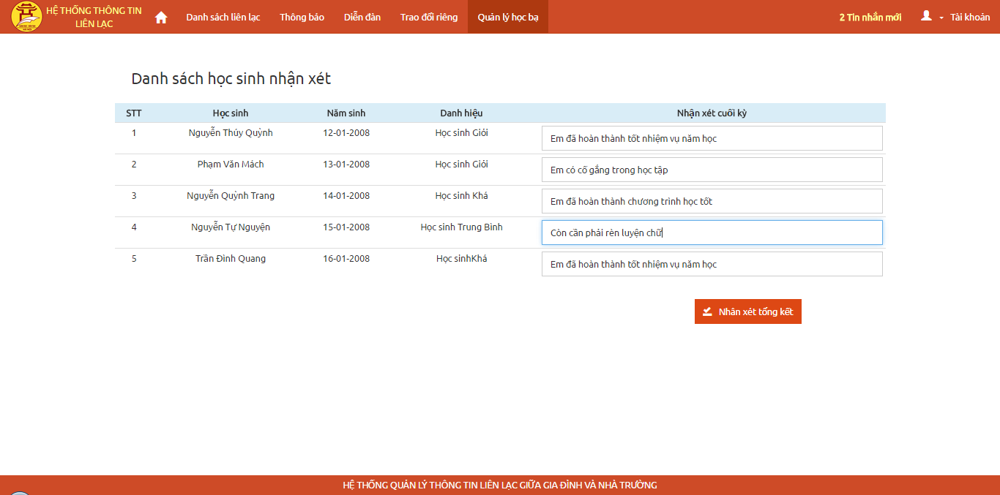 HỆ THỐNG THÔNG TIN
LIÊN LẠC
Danh sách liên lạc
Thông báo
Diễn đàn
Trao đổi riêng
Quản lý học bạ
2 Tin nhắn mới
Tài khoản
Danh sách học sinh nhận xét
STT Học sinh Năm sinh Danh hiệu Nhận xét cuối kỳ
1 Nguyễn Thúy Quỳnh 12-01-2008 Học sinh Giỏi Em đã hoàn thành tốt nhiệm vụ năm học
2 Phạm Văn Mách 13-01-2008 Học sinh Giỏi Em có cố gắng trong học tập
3 Nguyễn Quỳnh Trang 14-01-2008 Học sinh Khá Em đã hoàn thành chương trình học tốt
4 Nguyễn Tự Nguyện 15-01-2008 Học sinh Trung Bình Còn cần phải rèn luyện chữ
5 Trần Đình Quang 16-01-2008 Học sinhKhá Em đã hoàn thành tốt nhiệm vụ năm học
Nhân xét tổng kết
HỆ THỐNG QUẢN LÝ THÔNG TIN LIÊN LẠC GIỮA GIA ĐÌNH VÀ NHÀ TRƯỜNG